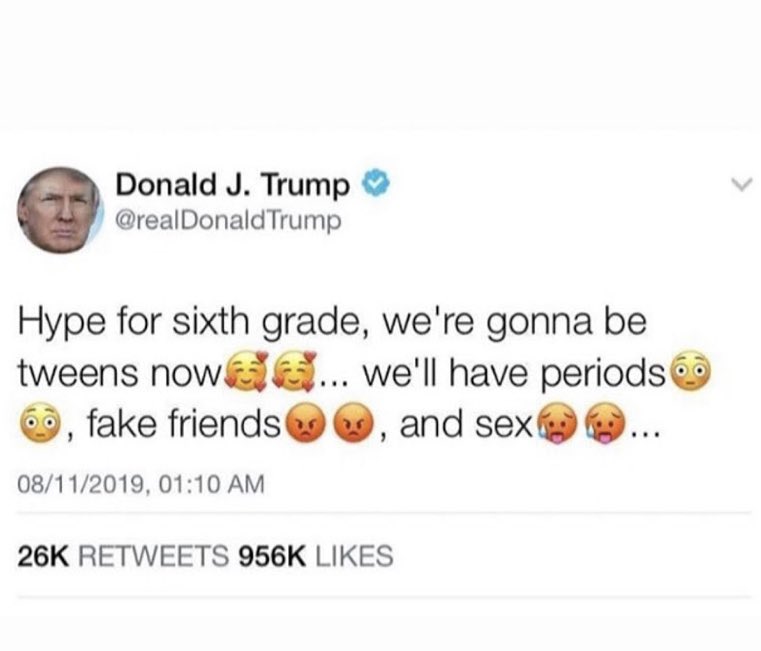 Donald J. Trump
@realDonaldTrump
Hype for sixth grade, we're gonna be
tweens now🥰🥰... we'll have periods😳
😳, fake friends😡😡, and sex🥵🥵...
08/11/2019, 01:10 AM
26K RETWEETS 956K LIKES